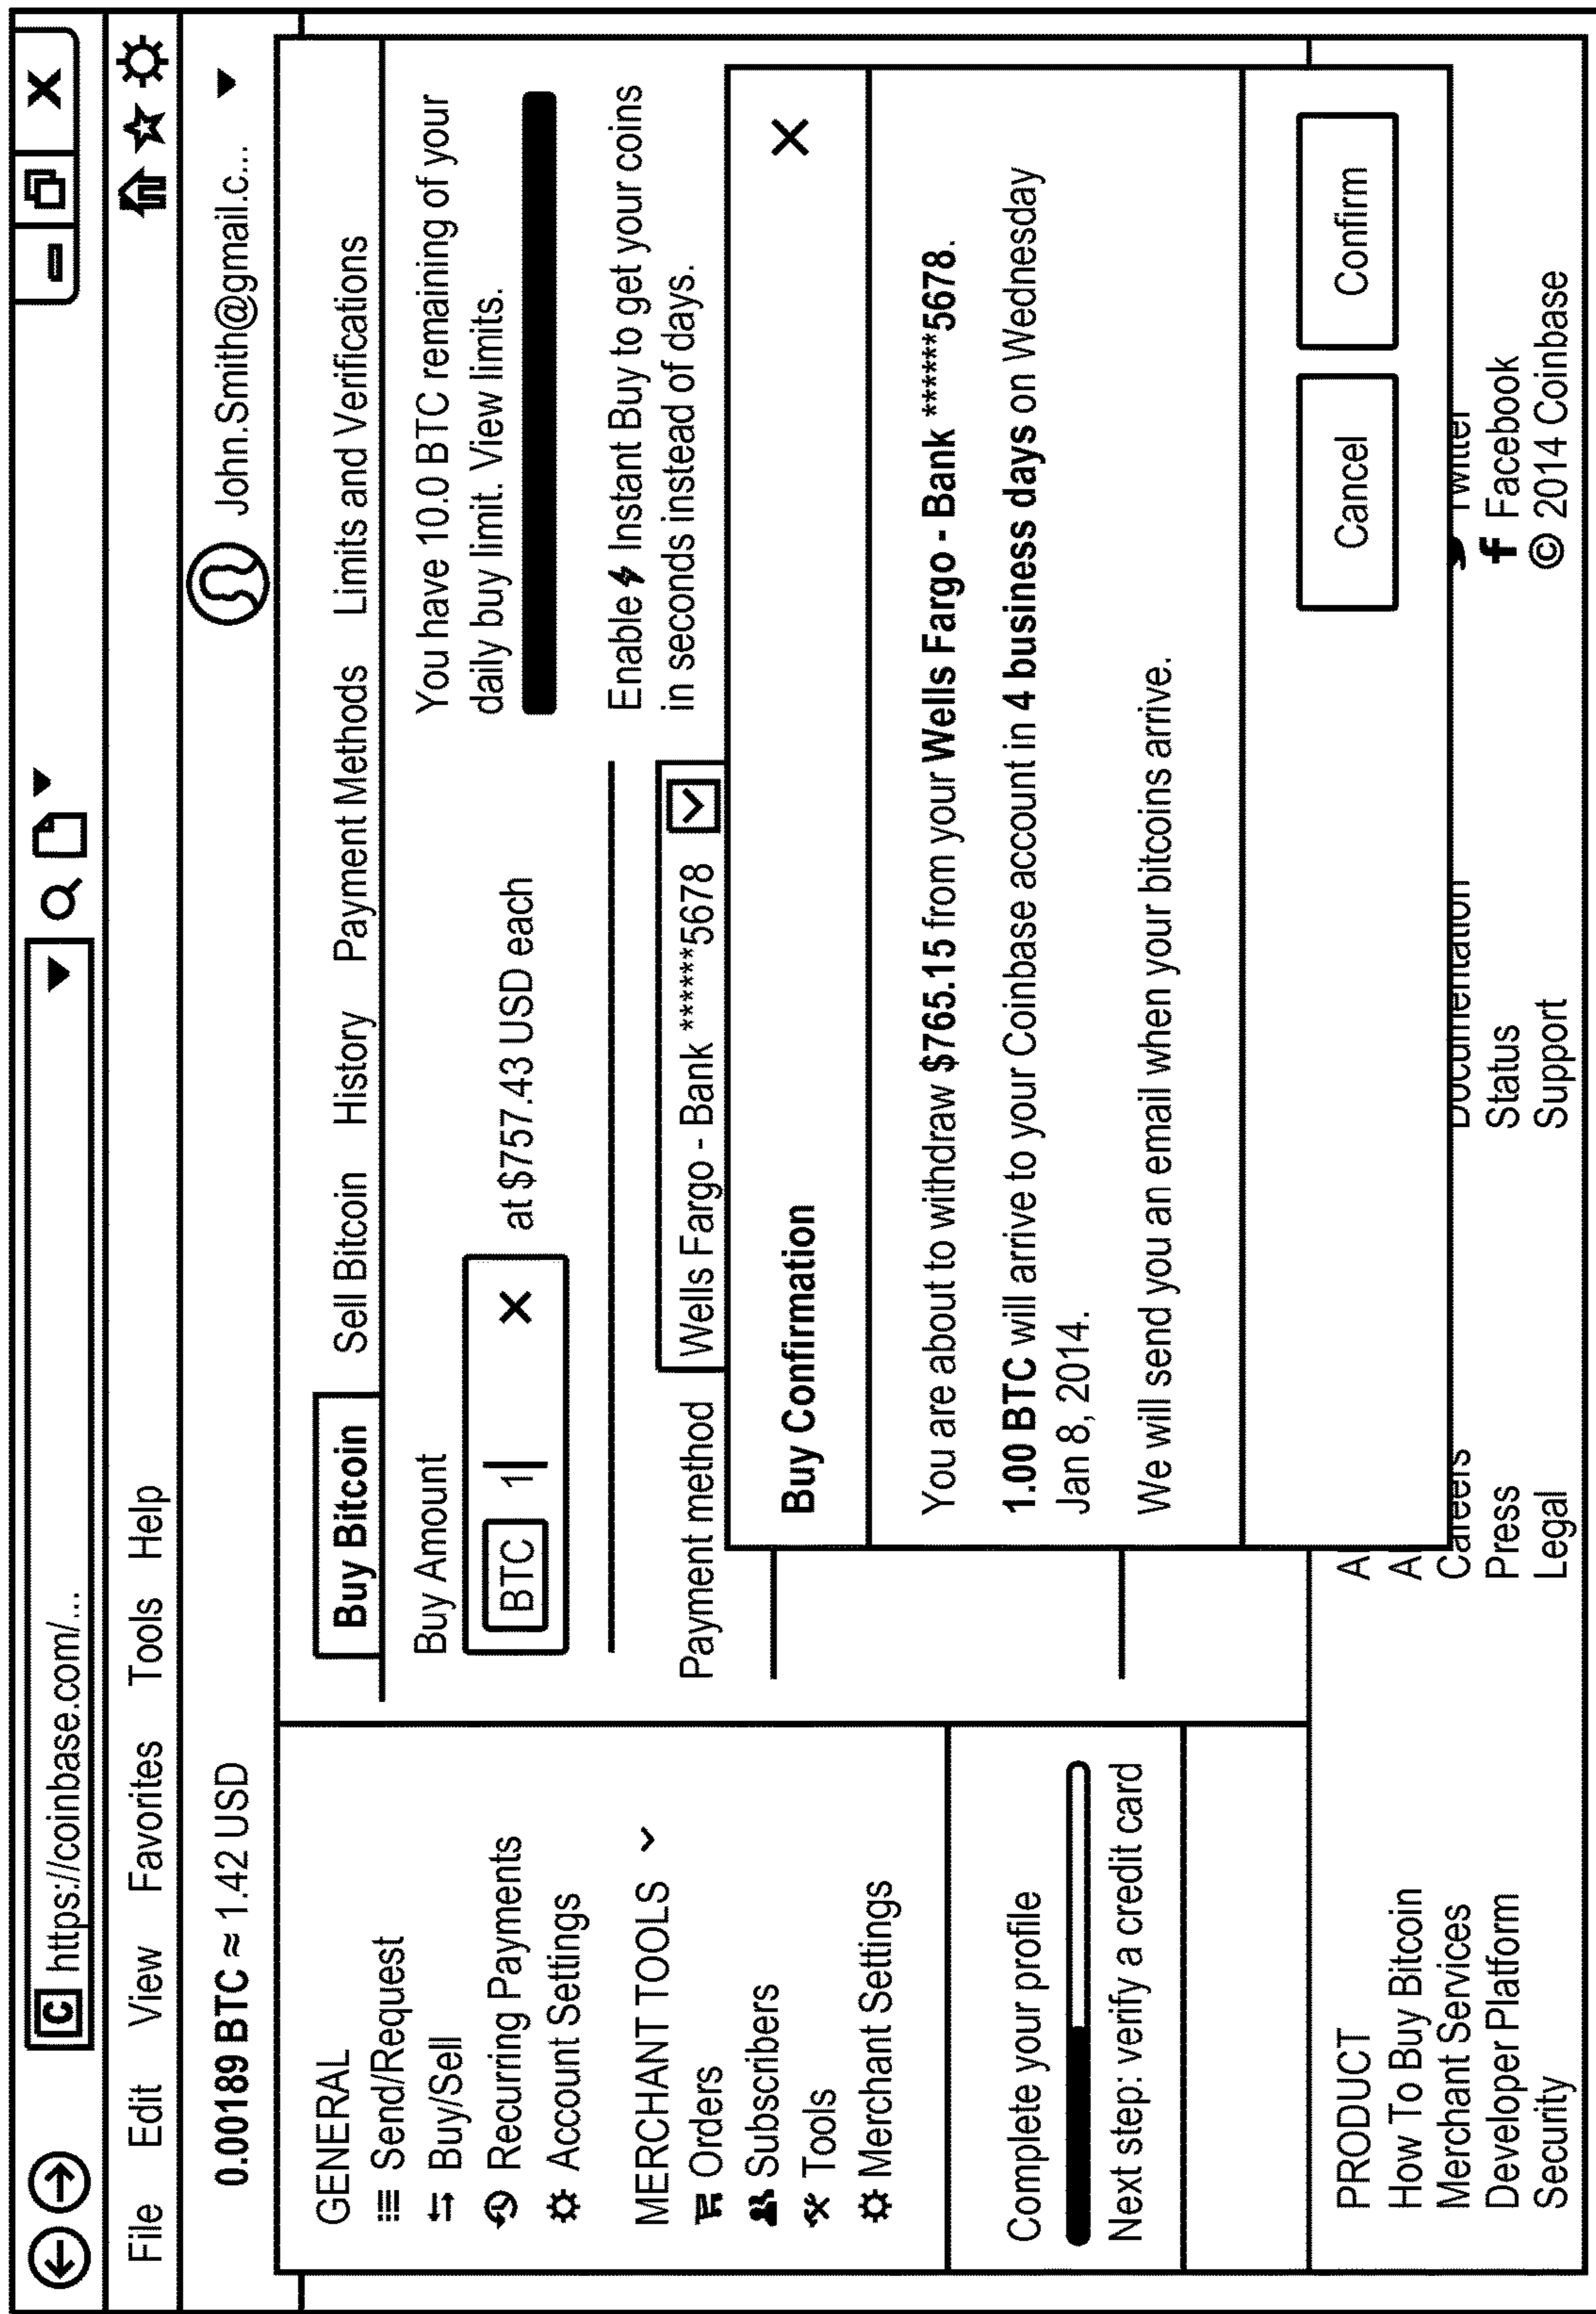 C https://coinbase.com/...
File Edit View Favorites Tools Help
0.00189 BTC ≈ 1.42 USD
John.Smith@gmail.c...
GENERAL
Send/Request
Buy/Sell
Recurring Payments
Account Settings
MERCHANT TOOLS
Orders
Subscribers
Tools
Merchant Settings
Complete your profile
Next step: verify a credit card
Buy Bitcoin Sell Bitcoin History Payment Methods Limits and Verifications
Buy Amount
BTC 1 at $757.43 USD each
You have 10.0 BTC remaining of your
daily buy limit. View limits.
Enable Instant Buy to get your coins
in seconds instead of days.
Payment method Wells Fargo - Bank ******5678
Buy Confirmation
You are about to withdraw $765.15 from your Wells Fargo - Bank ******5678.
1.00 BTC will arrive to your Coinbase account in 4 business days on Wednesday
Jan 8, 2014.
We will send you an email when your bitcoins arrive.
Cancel Confirm
PRODUCT
How To Buy Bitcoin
Merchant Services
Developer Platform
Security
A
A
Careers
Press
Legal
Documentation
Status
Support
Twitter
f Facebook
© 2014 Coinbase